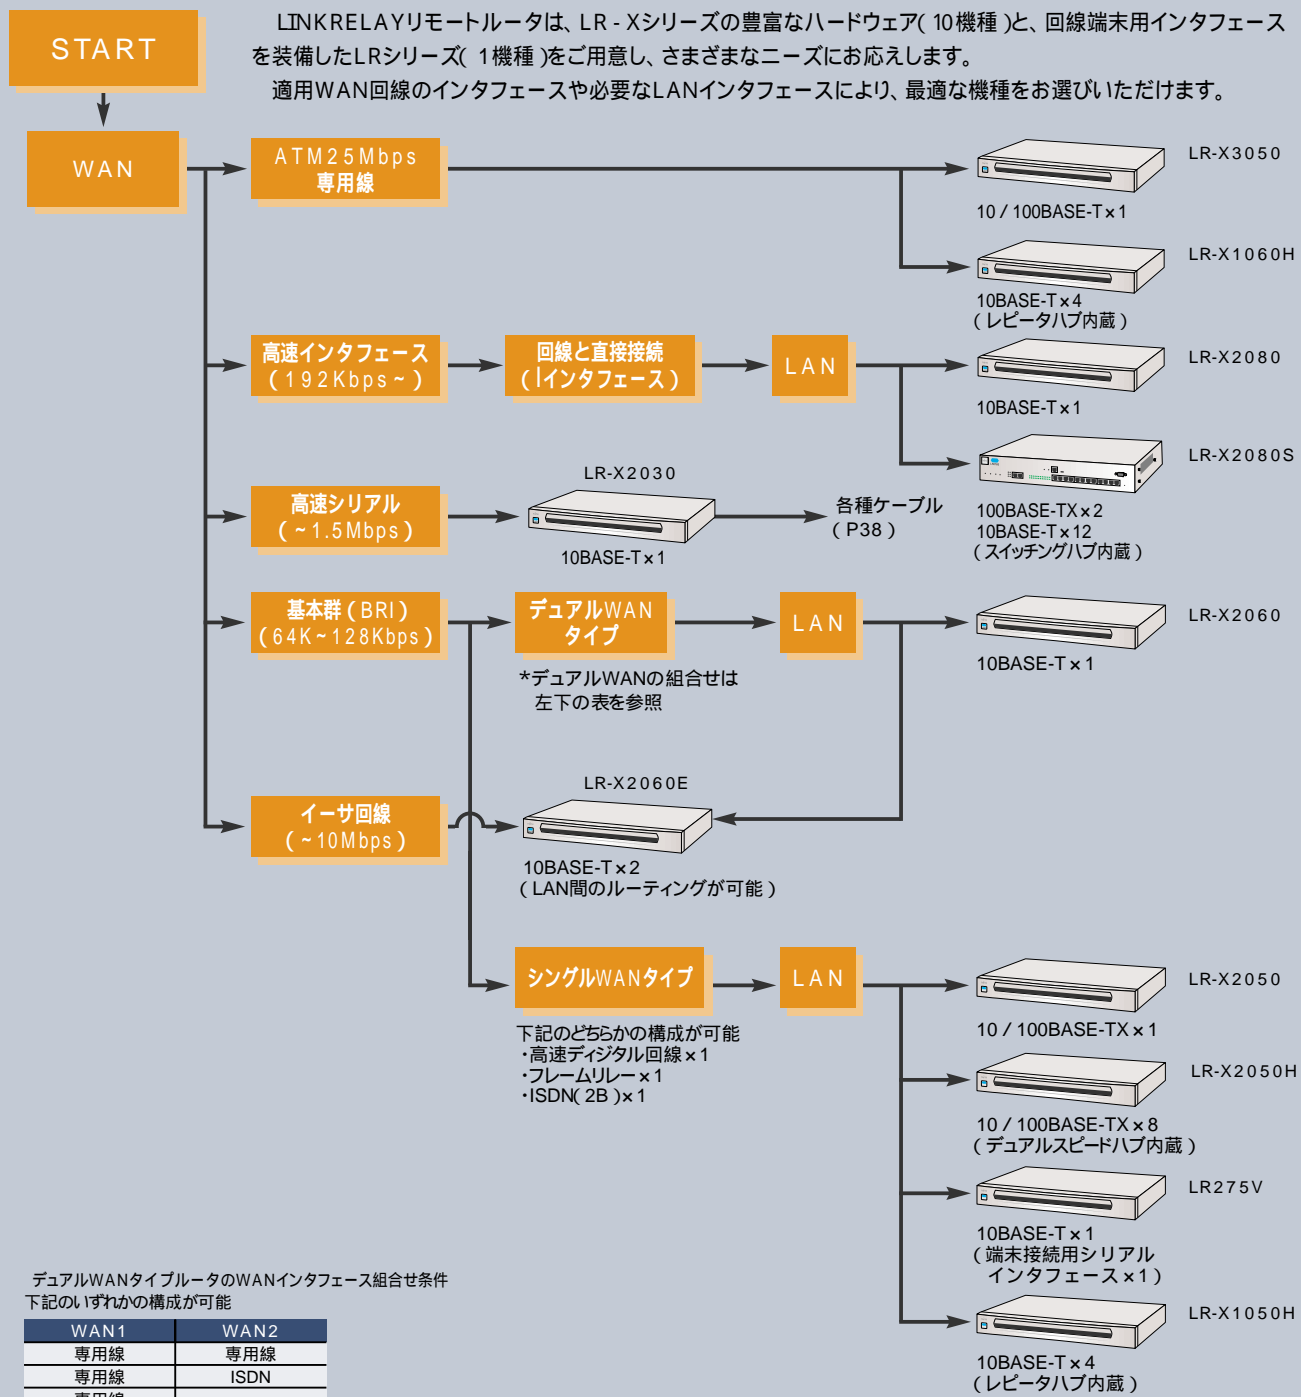 START
LINKRELAYリモートルータは、LR-Xシリーズの豊富なハードウェア(10機種)と、回線端末用インタフェース
を装備したLRシリーズ(1機種)をご用意し、さまざまなニーズにお応えします。
適用WAN回線のインタフェースや必要なLANインタフェースにより、最適な機種をお選びいただけます。
WAN
ATM25Mbps
専用線
LR-X3050
10/100BASE-T×1
LR-X1060H
10BASE-T×4
(レピータハブ内蔵)
高速インタフェース
(192Kbps~)
回線と直接接続
(Iインタフェース)
LAN
LR-X2080
10BASE-T×1
LR-X2080S
100BASE-TX×2
10BASE-T×12
(スイッチングハブ内蔵)
高速シリアル
(~1.5Mbps)
LR-X2030
10BASE-T×1
各種ケーブル
(P38)
基本群(BRI)
(64K~128Kbps)
デュアルWAN
タイプ
LAN
LR-X2060
10BASE-T×1
*デュアルWANの組合せは
左下の表を参照
イーサ回線
(~10Mbps)
LR-X2060E
10BASE-T×2
(LAN間のルーティングが可能)
シングルWANタイプ
LAN
下記のどちらかの構成が可能
・高速ディジタル回線×1
・フレームリレー×1
・ISDN(2B)×1
LR-X2050
10/100BASE-TX×1
LR-X2050H
10/100BASE-TX×8
(デュアルスピードハブ内蔵)
LR275V
10BASE-T×1
(端末接続用シリアル
インタフェース×1)
LR-X1050H
10BASE-T×4
(レピータハブ内蔵)
デュアルWANタイプルータのWANインタフェース組合せ条件
下記のいずれかの構成が可能
WAN1 WAN2
専用線 専用線
専用線 ISDN